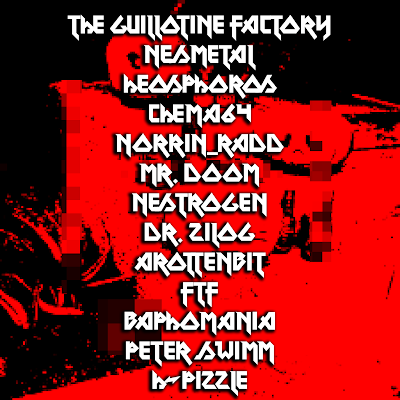 THE GUILLOTINE FACTORY
NESMETAL
HEOSPHOROS
CHEMA64
NORRIN_RADD
MR. DOOM
NESTROGEN
DR. ZILOG
AROTTENBIT
FTF
BAPHOMANIA
PETER SWIMM
H-PIZZLE